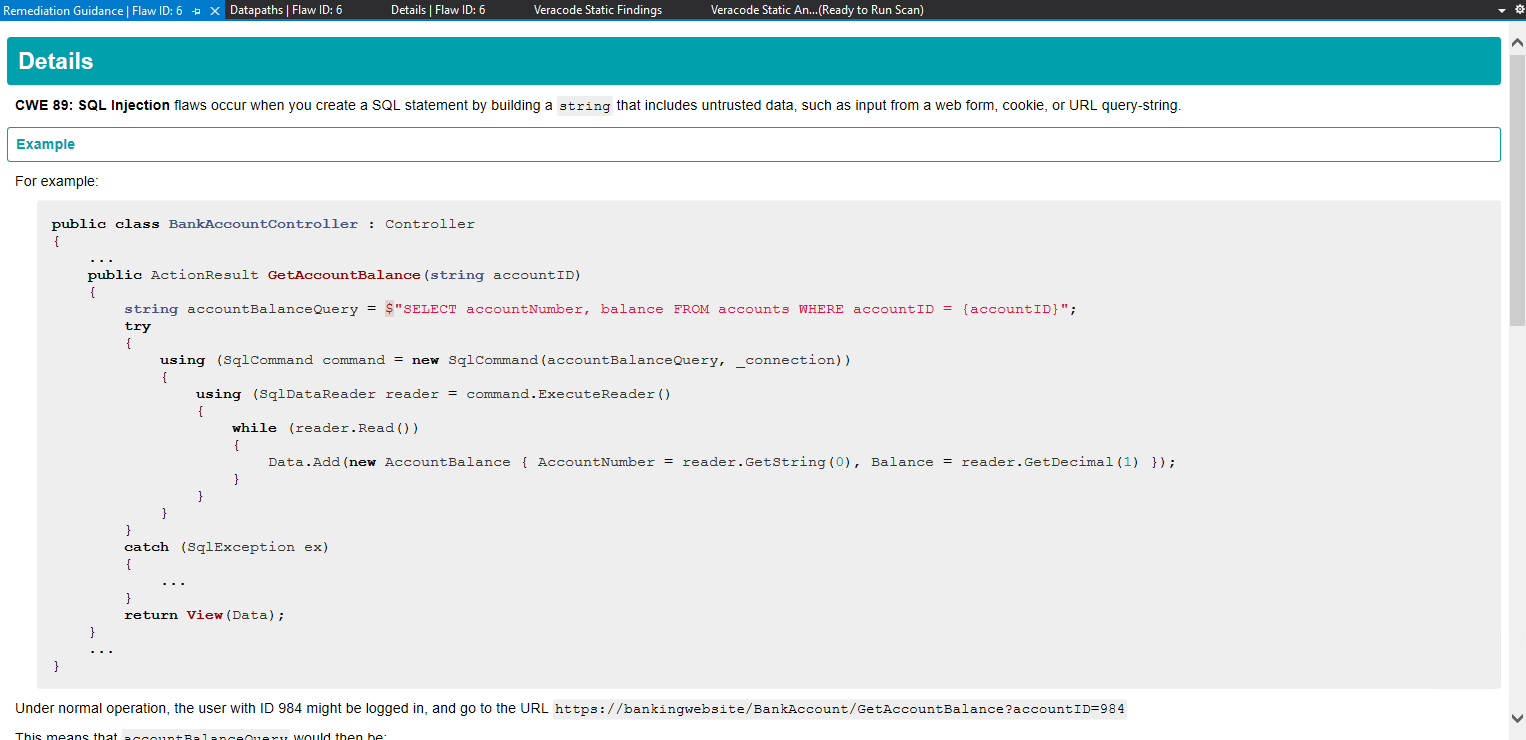 Remediation Guidance | Flaw ID: 6 Datapaths | Flaw ID: 6 Details | Flaw ID: 6 Veracode Static Findings Veracode Static An...(Ready to Run Scan)
Details
CWE 89: SQL Injection flaws occur when you create a SQL statement by building a string that includes untrusted data, such as input from a web form, cookie, or URL query-string.
Example
For example:
public class BankAccountController : Controller
{
    ...
    public ActionResult GetAccountBalance(string accountID)
    {
        string accountBalanceQuery = $"SELECT accountNumber, balance FROM accounts WHERE accountID = {accountID}";
        try
        {
            using (SqlCommand command = new SqlCommand(accountBalanceQuery, _connection))
            {
                using (SqlDataReader reader = command.ExecuteReader()
                {
                    while (reader.Read())
                    {
                        Data.Add(new AccountBalance { AccountNumber = reader.GetString(0), Balance = reader.GetDecimal(1) });
                    }
                }
            }
        }
        catch (SqlException ex)
        {
            ...
        }
        return View(Data);
    }
    ...
}
Under normal operation, the user with ID 984 might be logged in, and go to the URL https://bankingwebsite/BankAccount/GetAccountBalance?accountID=984
This means that accountBalanceQuery would then be: